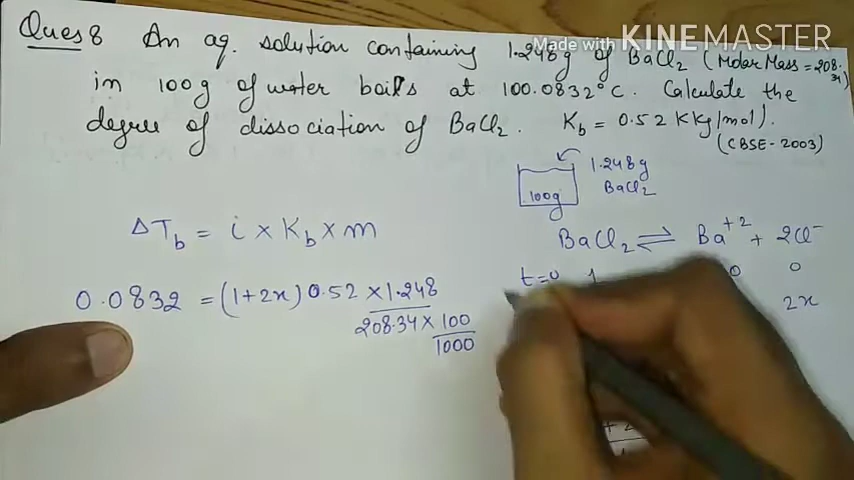 Ques 8 An aq. solution containing 1.248g of BaCl2 (Molar Mass = 208.34)
Made with KINEMASTER
in 100g of water boils at 100.0832°C. Calculate the
degree of dissociation of BaCl2. Kb = 0.52 K Kg/mol).
(CBSE-2003)
1.248g
BaCl2
100g
ΔTb = i × Kb × m
BaCl2 ⇌ Ba+2 + 2Cl-
t=0 1 0 0
0.0832 = (1+2x) 0.52 × 1.248
2x
208.34 × 100
1000